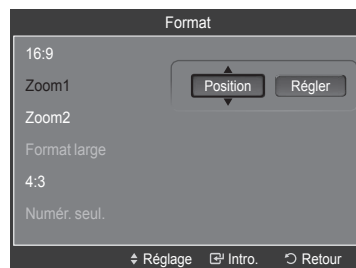 Format
16:9
Zoom1
Position Régler
Zoom2
Format large
4:3
Numér. seul.
Réglage Intro. Retour